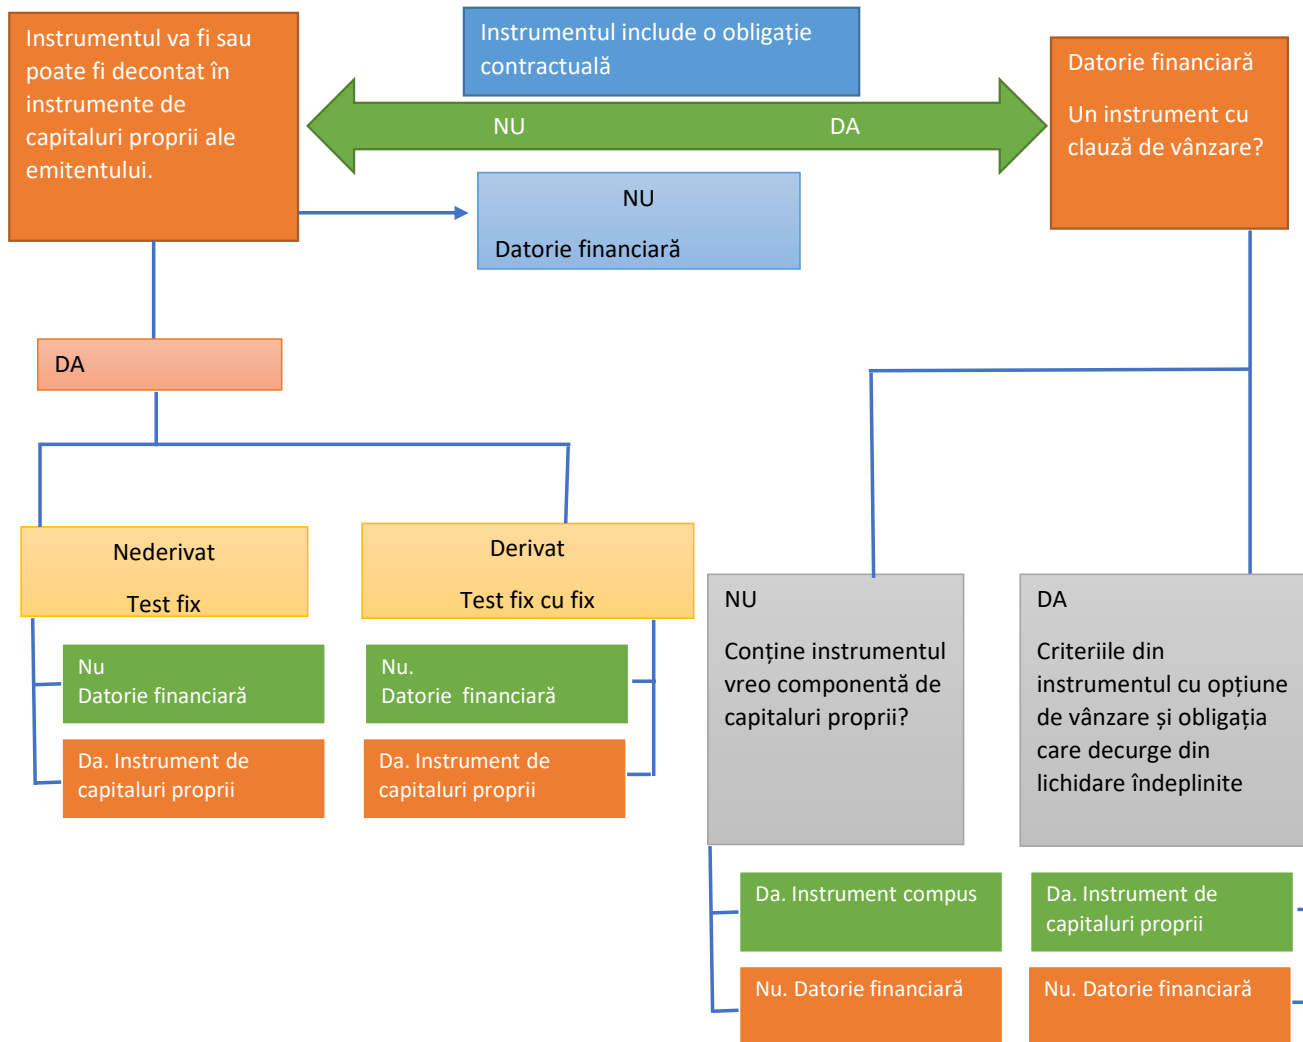 Instrumentul va fi sau
poate fi decontat în
instrumente de
capitaluri proprii ale
emitentului.
Instrumentul include o obligație
contractuală
Datorie financiară
Un instrument cu
clauză de vânzare?
NU
DA
NU
Datorie financiară
DA
Nederivat
Test fix
Derivat
Test fix cu fix
Nu
Datorie financiară
Da. Instrument de
capitaluri proprii
Nu.
Datorie  financiară
Da. Instrument de
capitaluri proprii
NU
Conține instrumentul
vreo componentă de
capitaluri proprii?
DA
Criteriile din
instrumentul cu opțiune
de vânzare și obligația
care decurge din
lichidare îndeplinite
Da. Instrument compus
Nu. Datorie financiară
Da. Instrument de
capitaluri proprii
Nu. Datorie financiară